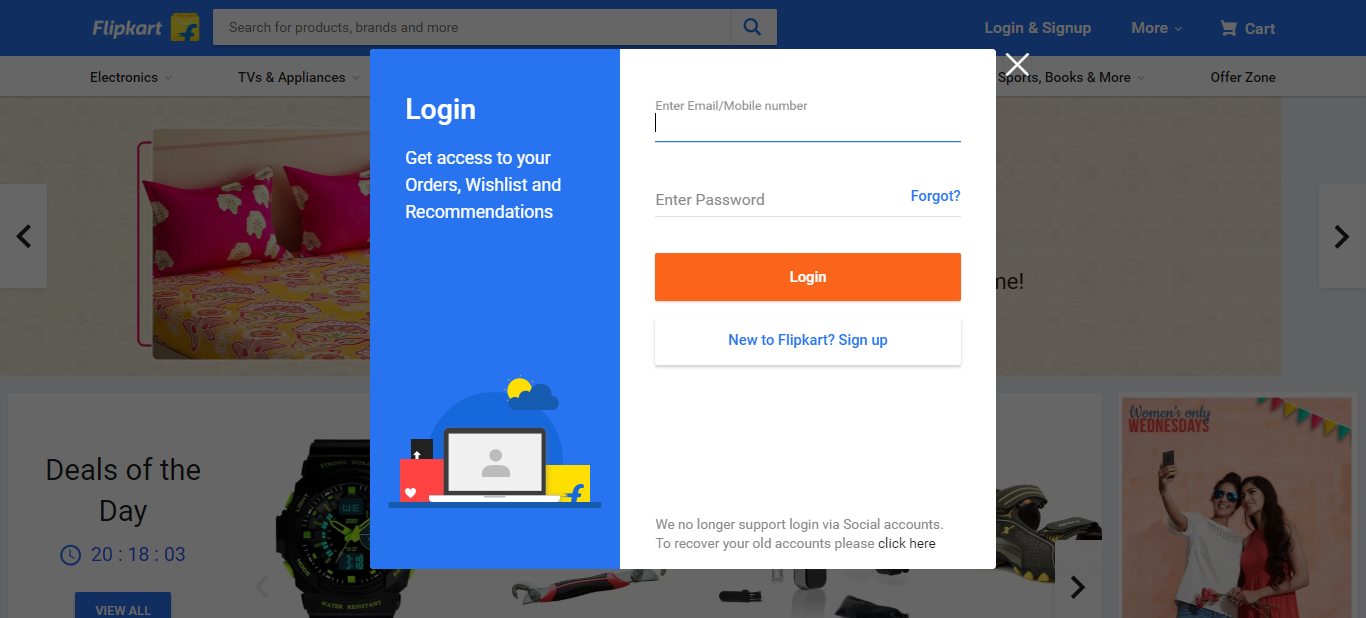 Flipkart
Search for products, brands and more
Login & Signup
More
Cart
Electronics
TVs & Appliances
Sports, Books & More
Offer Zone
Login
Get access to your
Orders, Wishlist and
Recommendations
Enter Email/Mobile number
Enter Password
Forgot?
Login
New to Flipkart? Sign up
We no longer support login via Social accounts.
To recover your old accounts please click here
me!
Deals of the
Day
20 : 18 : 03
VIEW ALL
WATER RESISTANT
Women's only
WEDNESDAYS